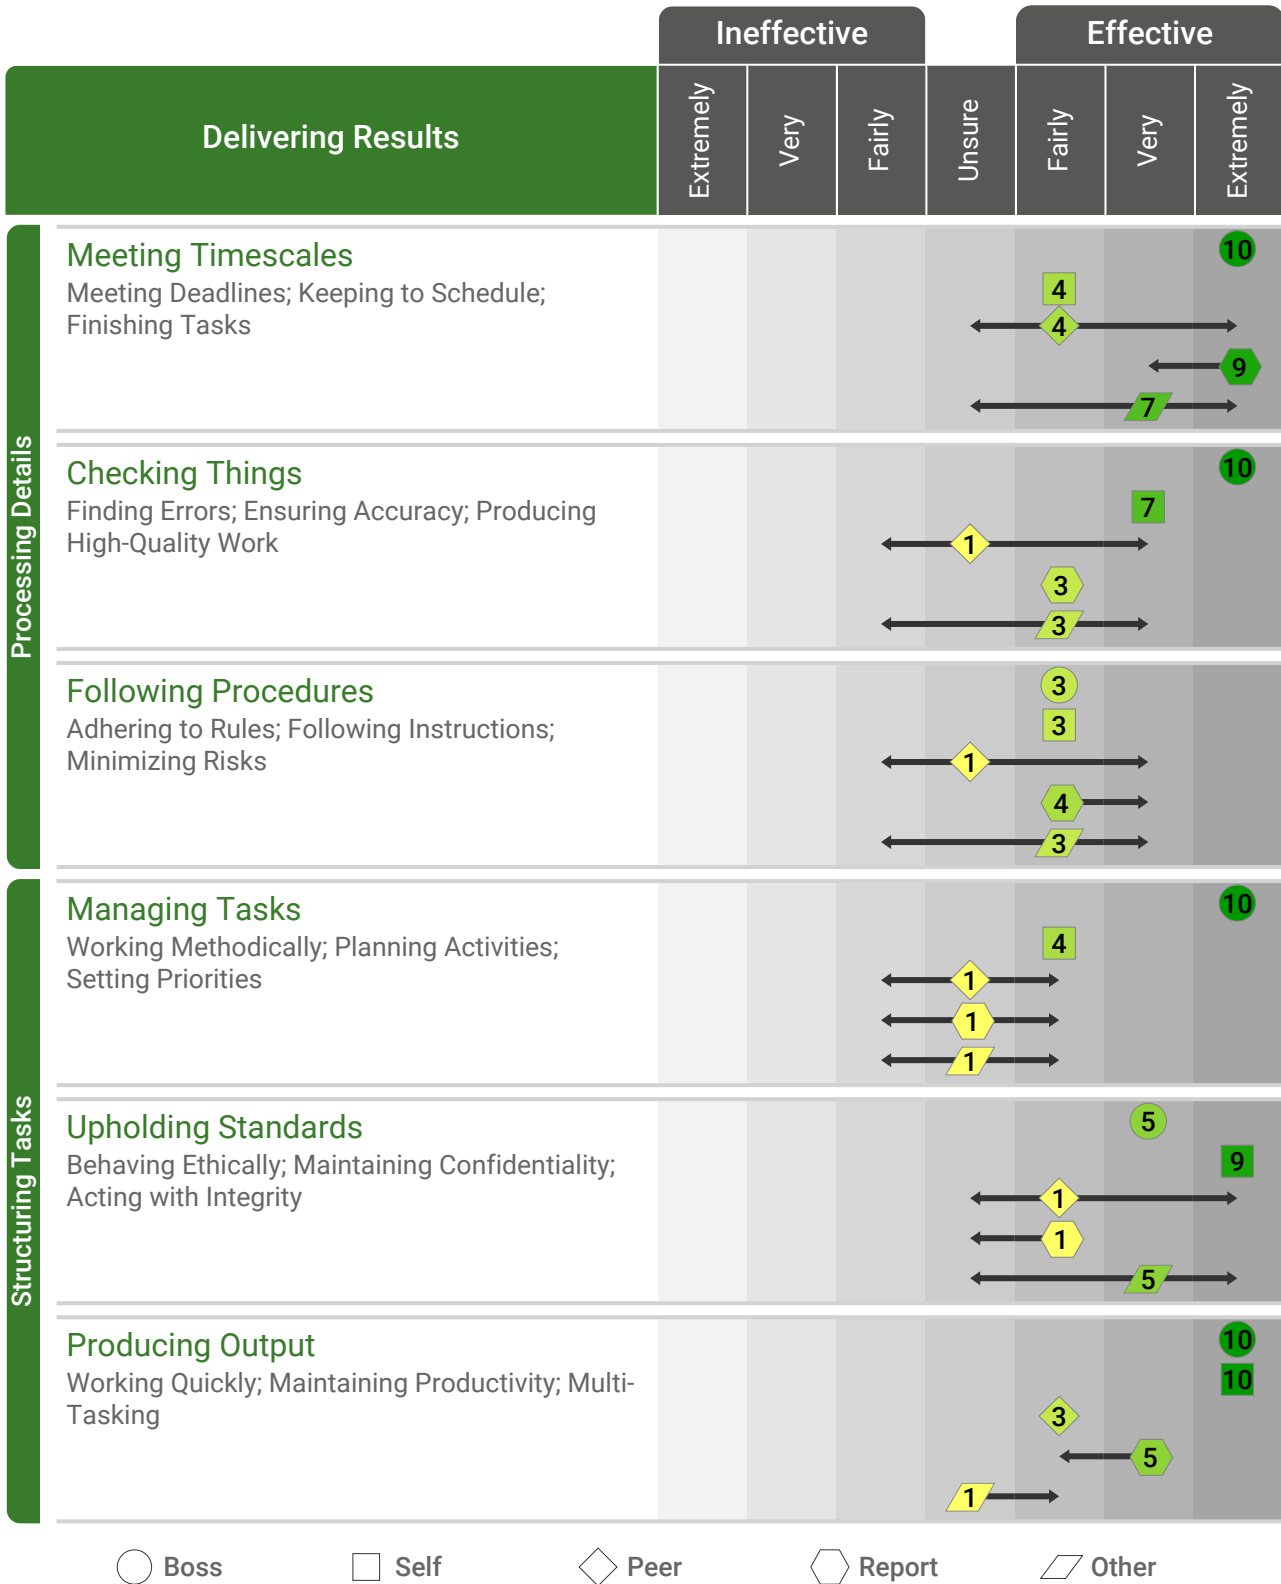 Ineffective
Effective
Delivering Results
Extremely
Very
Fairly
Unsure
Fairly
Very
Extremely
Processing Details
Meeting Timescales
Meeting Deadlines; Keeping to Schedule;
Finishing Tasks
10
4
4
9
7
Checking Things
Finding Errors; Ensuring Accuracy; Producing
High-Quality Work
10
7
1
3
3
Following Procedures
Adhering to Rules; Following Instructions;
Minimizing Risks
3
3
1
4
3
Structuring Tasks
Managing Tasks
Working Methodically; Planning Activities;
Setting Priorities
10
4
1
1
1
Upholding Standards
Behaving Ethically; Maintaining Confidentiality;
Acting with Integrity
5
9
1
1
5
Producing Output
Working Quickly; Maintaining Productivity; Multi-
Tasking
10
10
3
5
1
Boss
Self
Peer
Report
Other